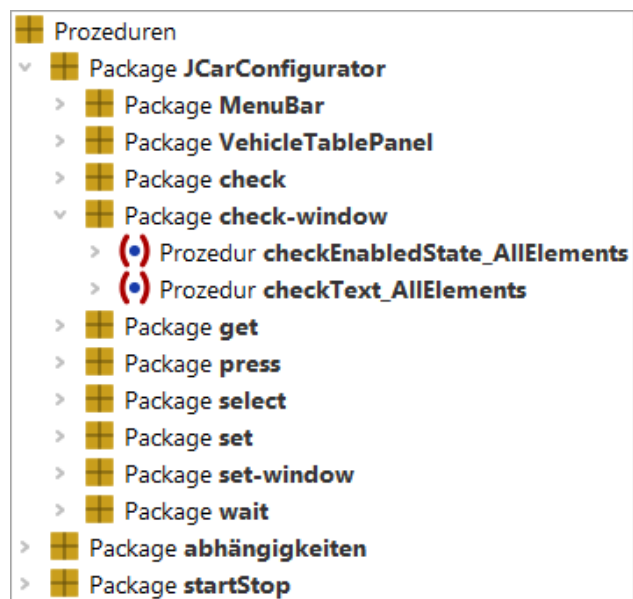 Prozeduren
Package JCarConfigurator
Package MenuBar
Package VehicleTablePanel
Package check
Package check-window
Prozedur checkEnabledState_AllElements
Prozedur checkText_AllElements
Package get
Package press
Package select
Package set
Package set-window
Package wait
Package abhängigkeiten
Package startStop